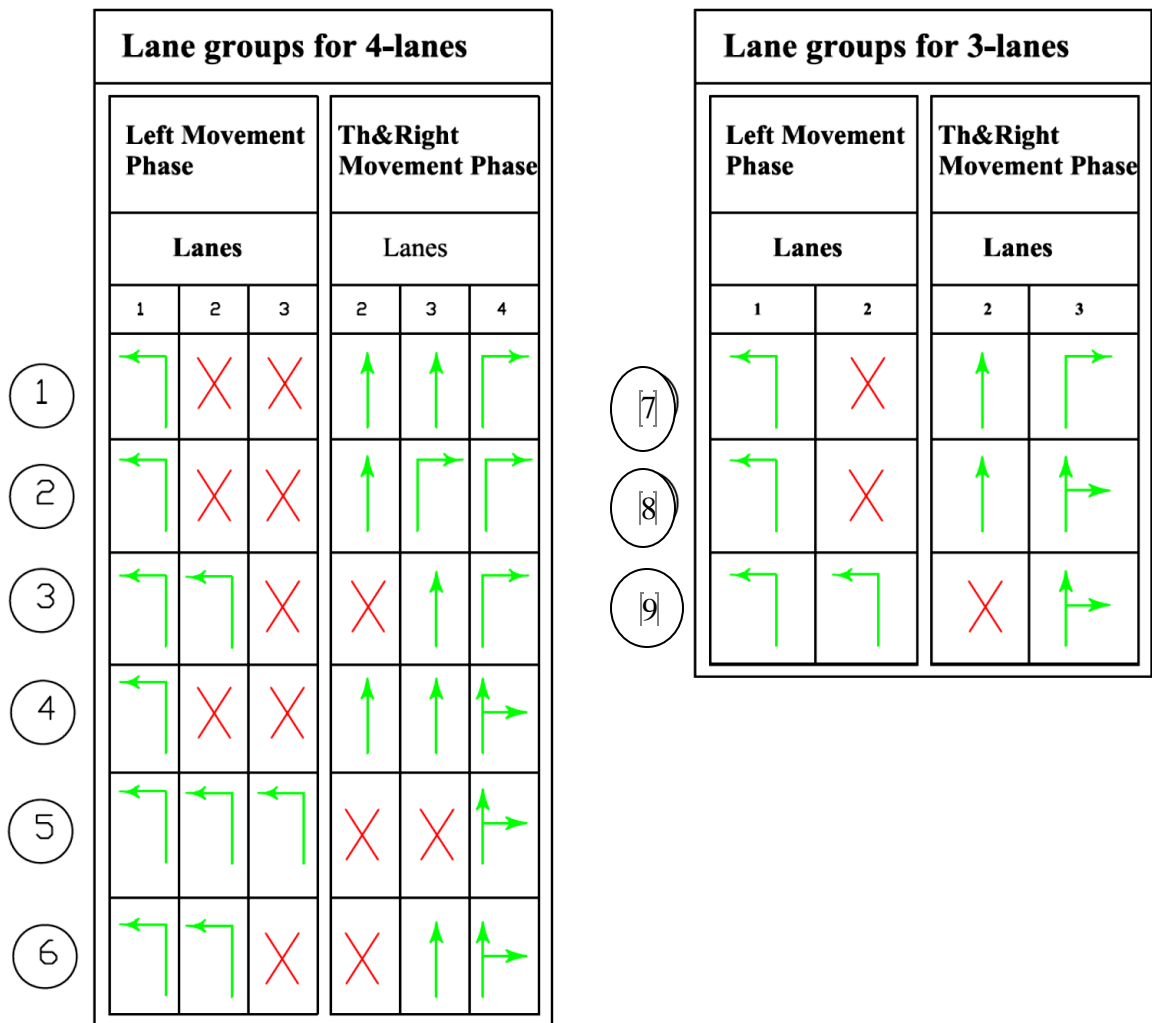 Lane groups for 4-lanes
Left Movement
Phase
Th&Right
Movement Phase
Lanes
Lanes
1 2 3 2 3 4
1
2
3
4
5
6
Lane groups for 3-lanes
Left Movement
Phase
Th&Right
Movement Phase
Lanes
Lanes
1 2 2 3
[7]
[8]
[9]